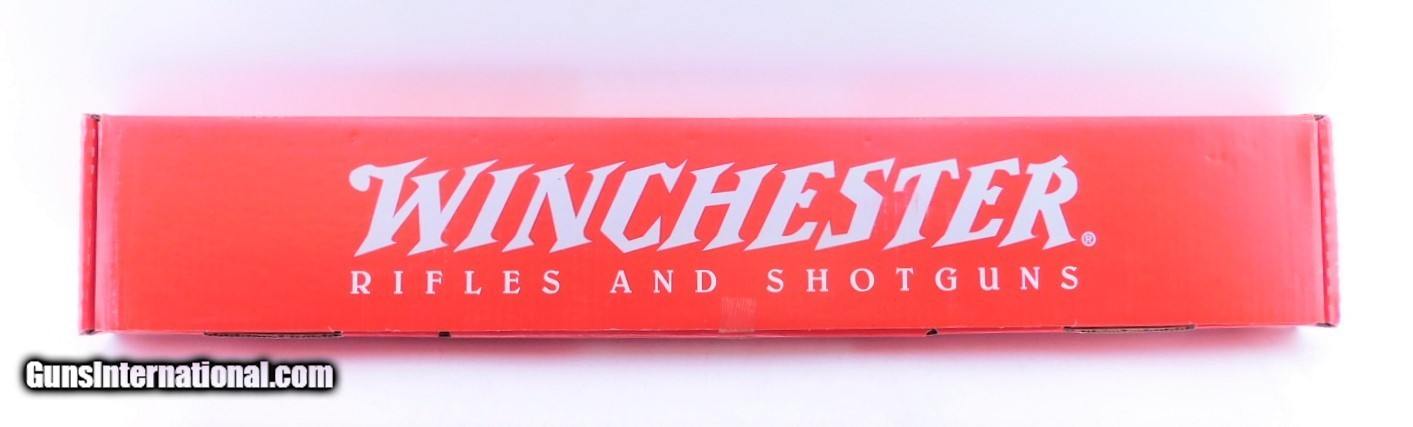 WINCHESTER®
RIFLES AND SHOTGUNS
GunsInternational.com